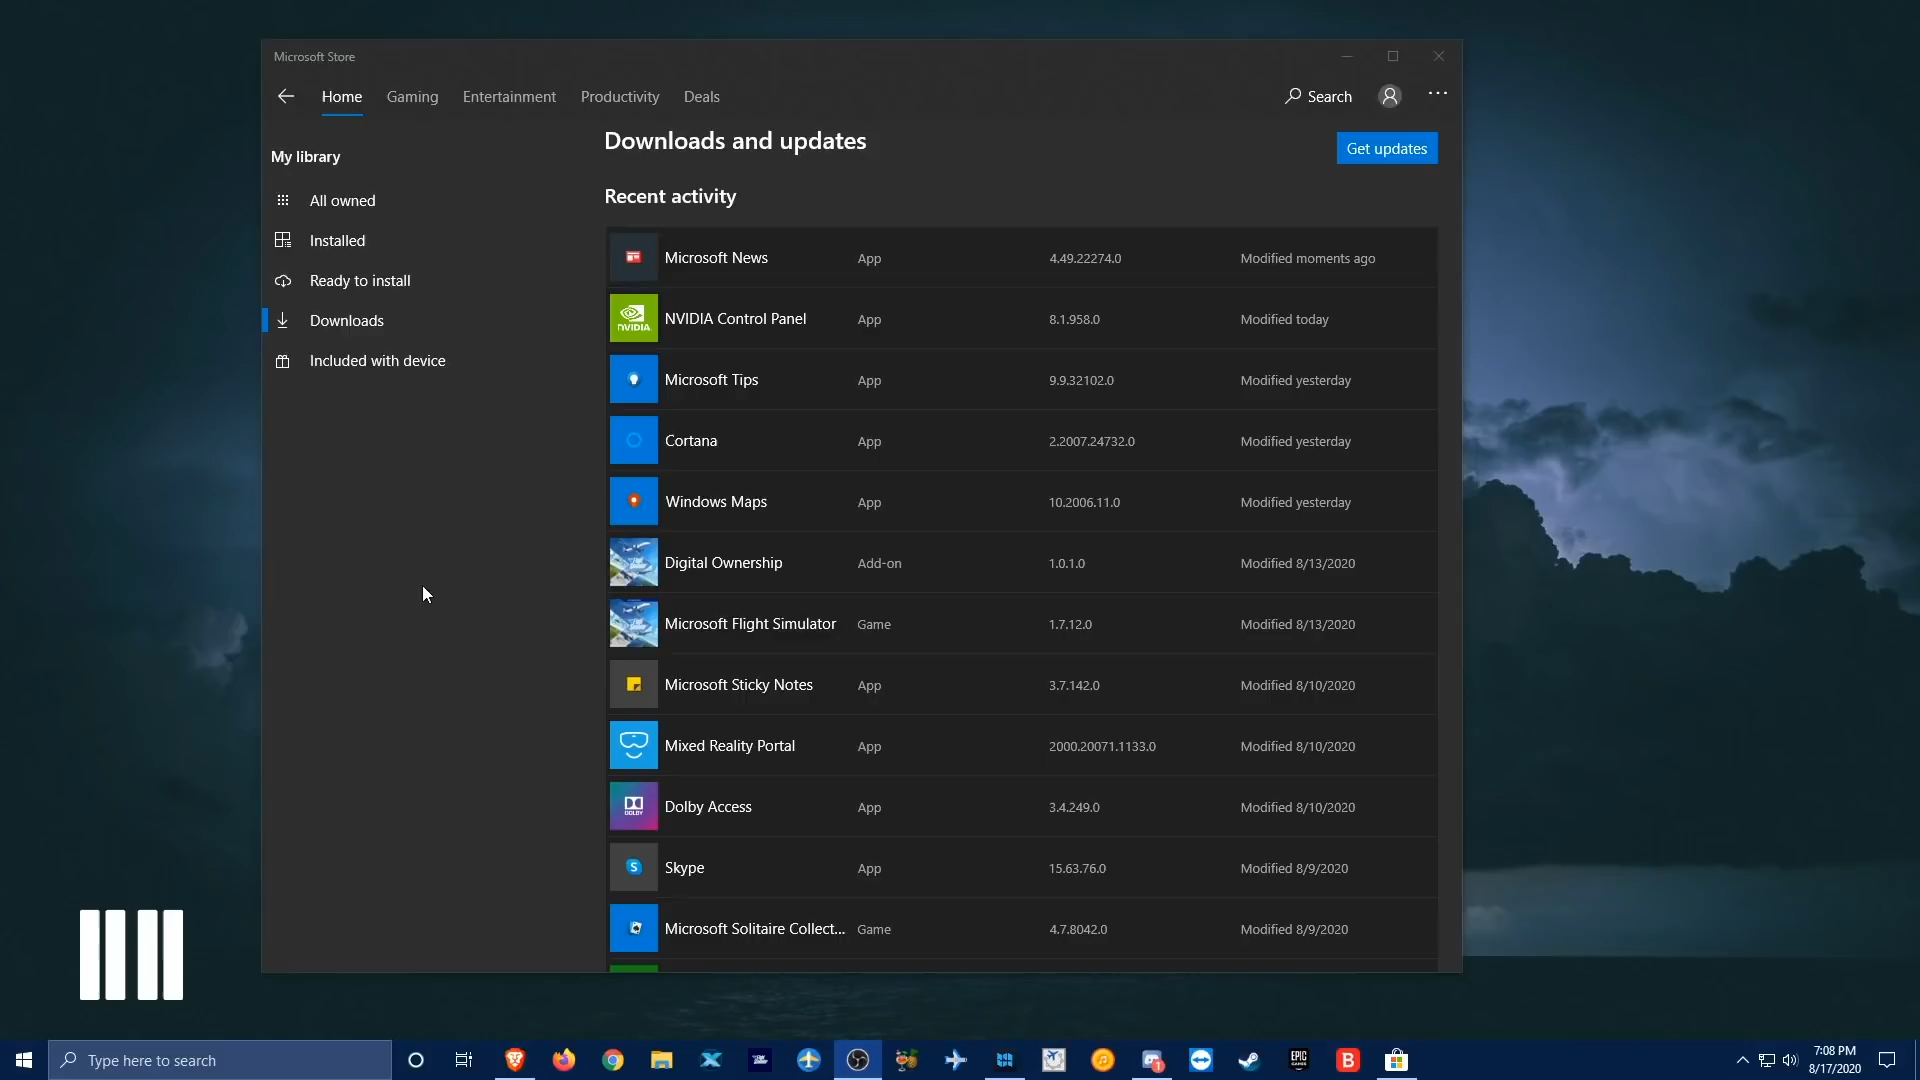 Microsoft Store
Home Gaming Entertainment Productivity Deals Search
My library
All owned
Installed
Ready to install
Downloads
Included with device
Downloads and updates
Get updates
Recent activity
Microsoft News App 4.49.22274.0 Modified moments ago
NVIDIA
NVIDIA Control Panel App 8.1.958.0 Modified today
Microsoft Tips App 9.9.32102.0 Modified yesterday
Cortana App 2.2007.24732.0 Modified yesterday
Windows Maps App 10.2006.11.0 Modified yesterday
Digital Ownership Add-on 1.0.1.0 Modified 8/13/2020
Microsoft Flight Simulator Game 1.7.12.0 Modified 8/13/2020
Microsoft Sticky Notes App 3.7.142.0 Modified 8/10/2020
Mixed Reality Portal App 2000.20071.1133.0 Modified 8/10/2020
DOLBY
Dolby Access App 3.4.249.0 Modified 8/10/2020
S
Skype App 15.63.76.0 Modified 8/9/2020
Microsoft Solitaire Collect... Game 4.7.8042.0 Modified 8/9/2020
Type here to search
1
EPIC
GAMES
B
7:08 PM
8/17/2020